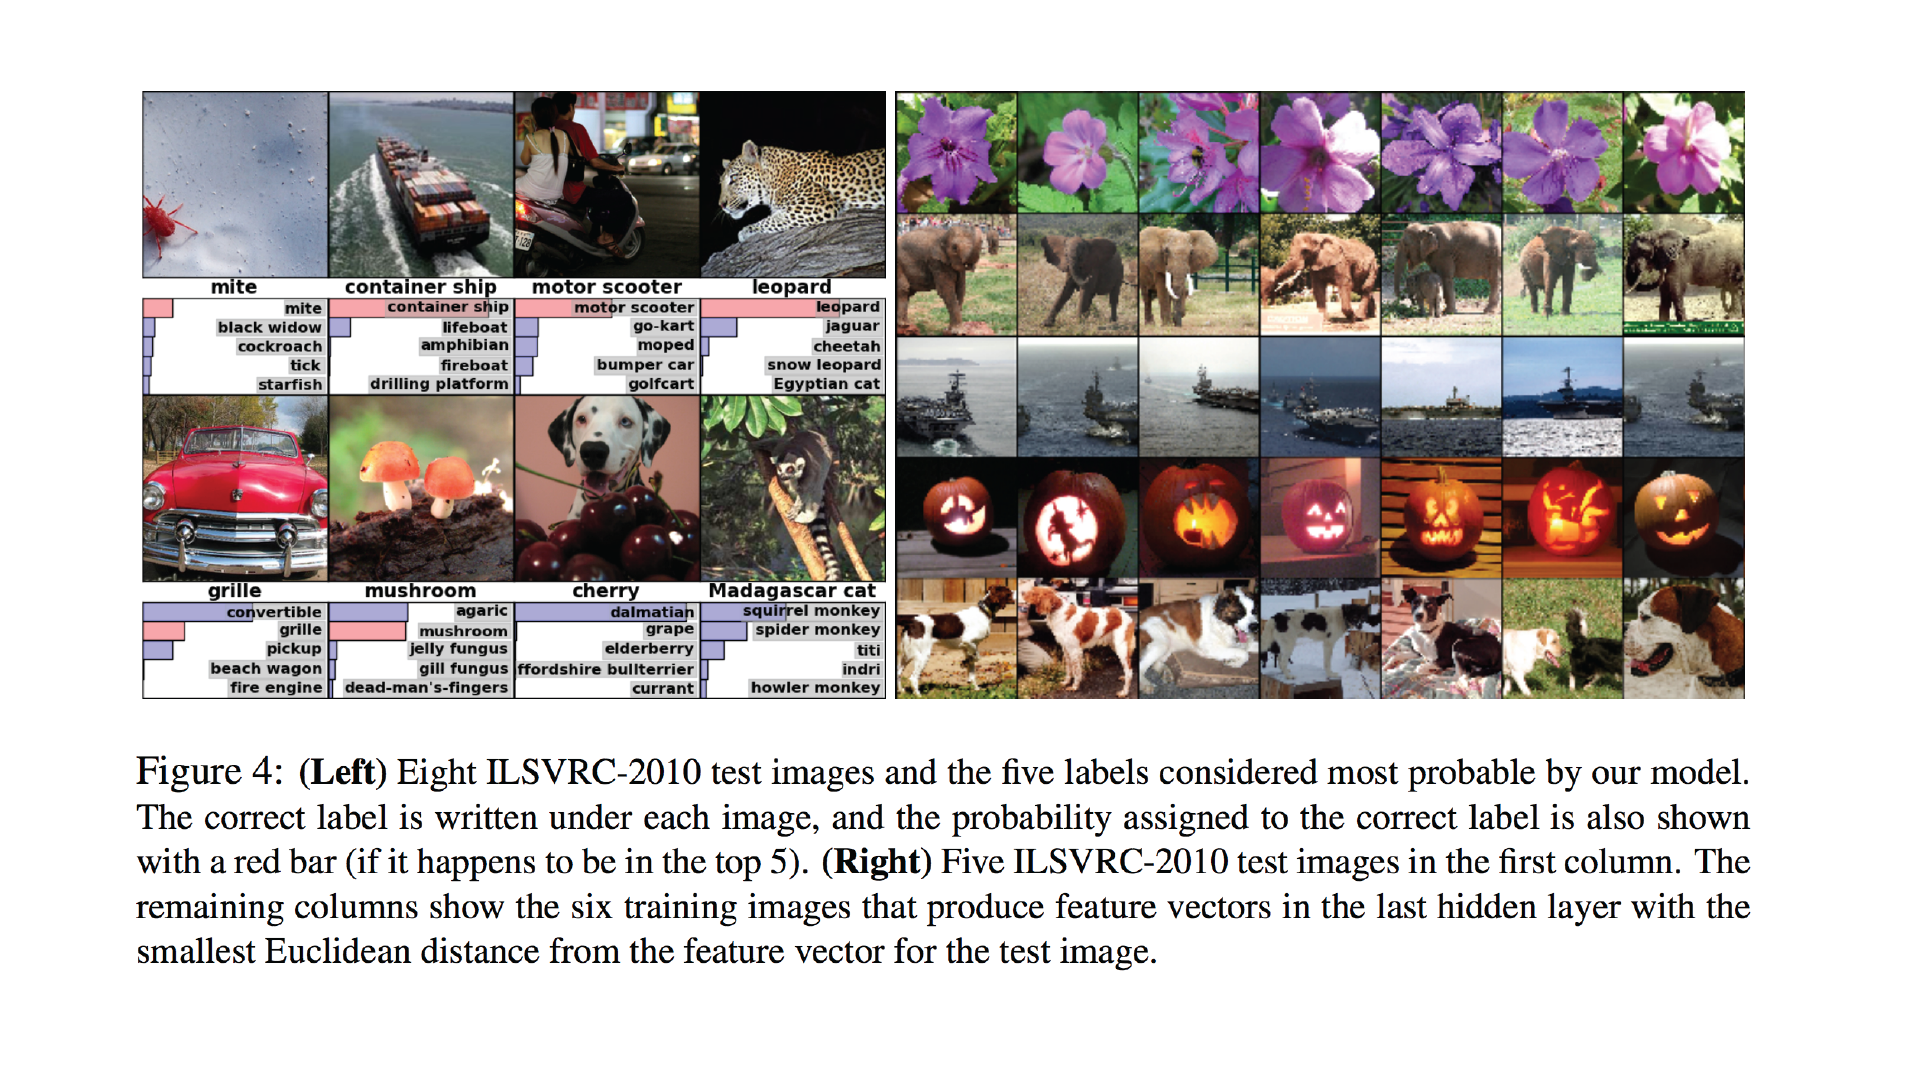 mite
container ship
motor scooter
leopard
mite
black widow
cockroach
tick
starfish
container ship
lifeboat
amphibian
fireboat
drilling platform
motor scooter
go-kart
moped
bumper car
golfcart
leopard
jaguar
cheetah
snow leopard
Egyptian cat
grille
mushroom
cherry
Madagascar cat
convertible
grille
pickup
beach wagon
fire engine
agaric
mushroom
jelly fungus
gill fungus
dead-man's-fingers
dalmatian
grape
elderberry
ffordshire bullterrier
currant
squirrel monkey
spider monkey
titi
indri
howler monkey
Figure 4: (Left) Eight ILSVRC-2010 test images and the five labels considered most probable by our model.
The correct label is written under each image, and the probability assigned to the correct label is also shown
with a red bar (if it happens to be in the top 5). (Right) Five ILSVRC-2010 test images in the first column. The
remaining columns show the six training images that produce feature vectors in the last hidden layer with the
smallest Euclidean distance from the feature vector for the test image.